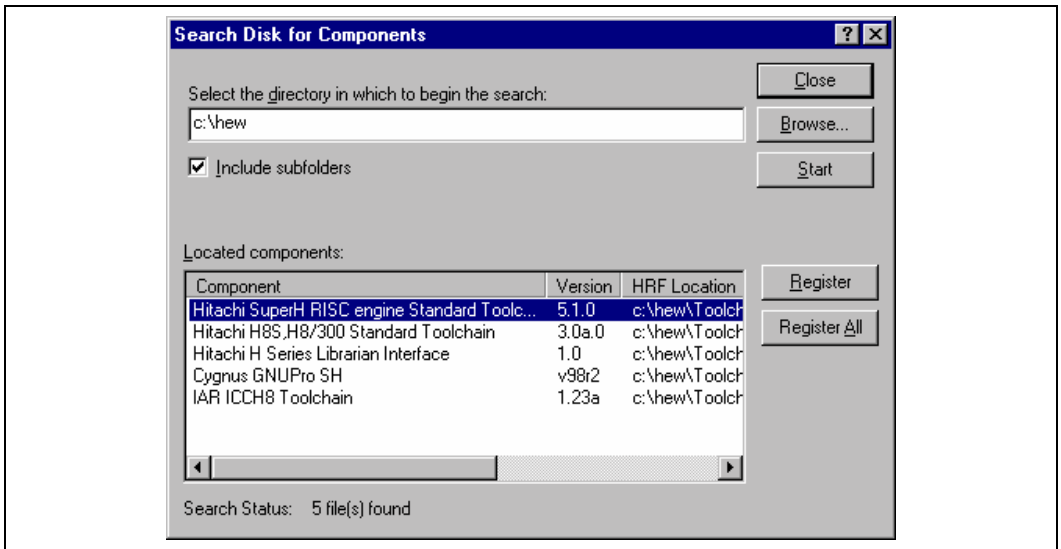 Search Disk for Components
Close
Select the directory in which to begin the search:
c:\hew
Browse...
Include subfolders
Start
Located components:
Component Version HRF Location
Register
Hitachi SuperH RISC engine Standard Toolc... 5.1.0 c:\hew\Toolch
Hitachi H8S,H8/300 Standard Toolchain 3.0a.0 c:\hew\Toolch
Register All
Hitachi H Series Librarian Interface 1.0 c:\hew\Toolch
Cygnus GNUPro SH v98r2 c:\hew\Toolch
IAR ICCH8 Toolchain 1.23a c:\hew\Toolch
Search Status: 5 file(s) found